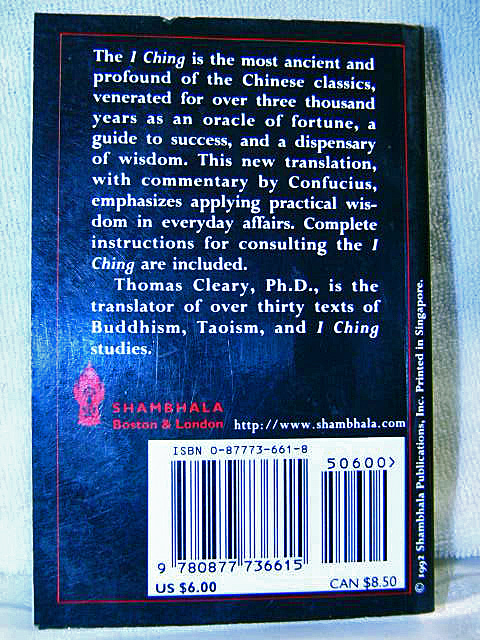 The I Ching is the most ancient and
profound of the Chinese classics,
venerated for over three thousand
years as an oracle of fortune, a
guide to success, and a dispensary
of wisdom. This new translation,
with commentary by Confucius,
emphasizes applying practical wis-
dom in everyday affairs. Complete
instructions for consulting the I
Ching are included.
Thomas Cleary, Ph.D., is the
translator of over thirty texts of
Buddhism, Taoism, and I Ching
studies.
SHAMBHALA
Boston & London
http://www.shambhala.com
ISBN 0-87773-661-8
50600>
9 780877 736615
US $6.00
CAN $8.50
© 1992 Shambhala Publications, Inc. Printed in Singapore.